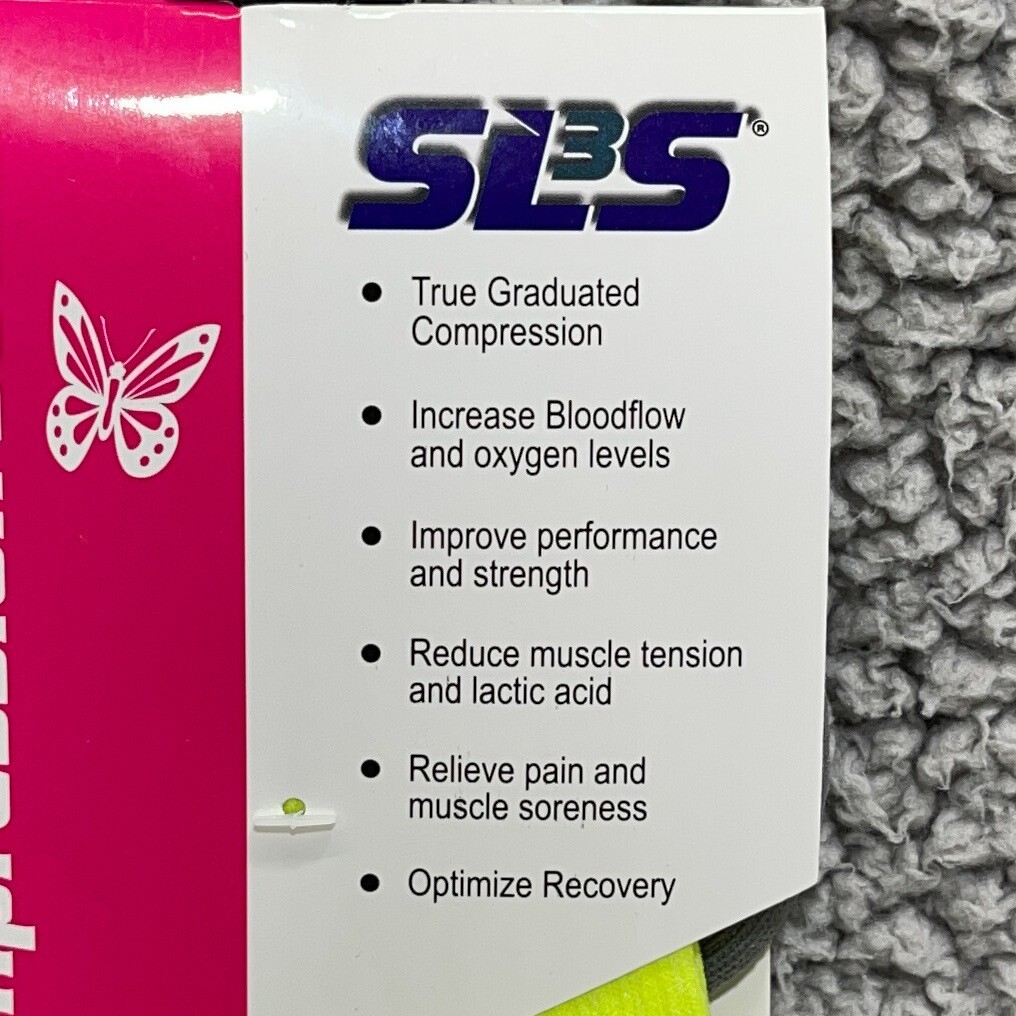 SL3S®
True Graduated
Compression
Increase Bloodflow
and oxygen levels
Improve performance
and strength
Reduce muscle tension
and lactic acid
Relieve pain and
muscle soreness
Optimize Recovery